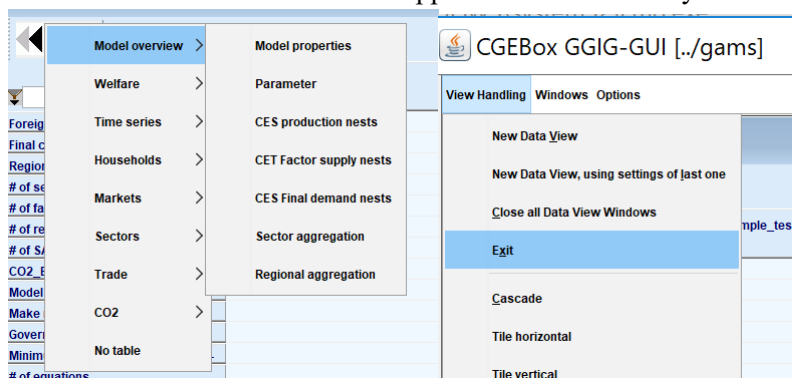 Model overview
Welfare
Time series
Households
Markets
Sectors
Trade
CO2
No table
Model properties
Parameter
CES production nests
CET Factor supply nests
CES Final demand nests
Sector aggregation
Regional aggregation
Foreig
Final c
Region
# of se
# of fa
# of re
# of SA
CO2_E
Model
Make
Gover
Minim
# of equations
CGEBox GGIG-GUI [../gams]
View Handling Windows Options
New Data View
New Data View, using settings of last one
Close all Data View Windows
Exit
Cascade
Tile horizontal
Tile vertical
mple_tes